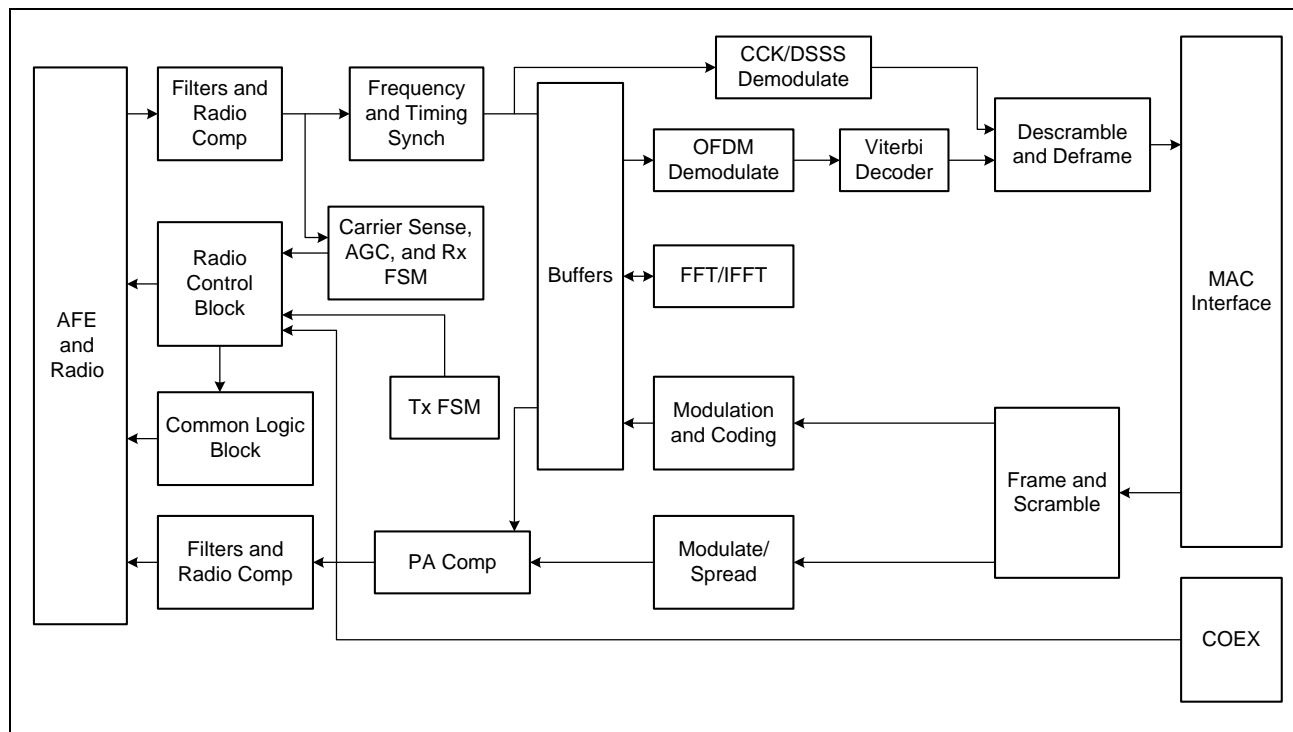 CCK/DSSS
Demodulate
Filters and
Radio
Comp
Frequency
and Timing
Synch
OFDM
Demodulate
Viterbi
Decoder
Descramble
and Deframe
Carrier Sense,
AGC, and Rx
FSM
Radio
Control
Block
Buffers
FFT/IFFT
MAC
Interface
AFE
and
Radio
Tx FSM
Modulation
and Coding
Common Logic
Block
Frame and
Scramble
Filters and
Radio Comp
PA Comp
Modulate/
Spread
COEX